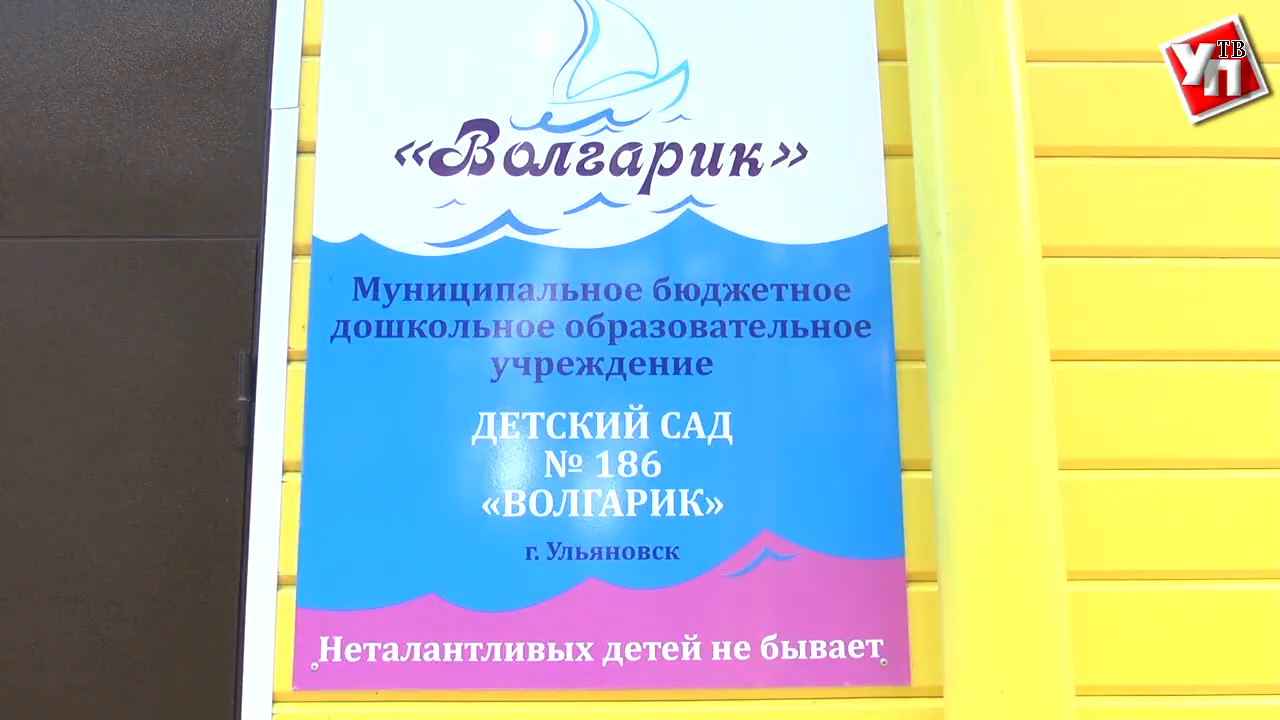 УП ТВ
«Волгарик»
Муниципальное бюджетное
дошкольное образовательное
учреждение
ДЕТСКИЙ САД
№ 186
«ВОЛГАРИК»
г. Ульяновск
Неталантливых детей не бывает